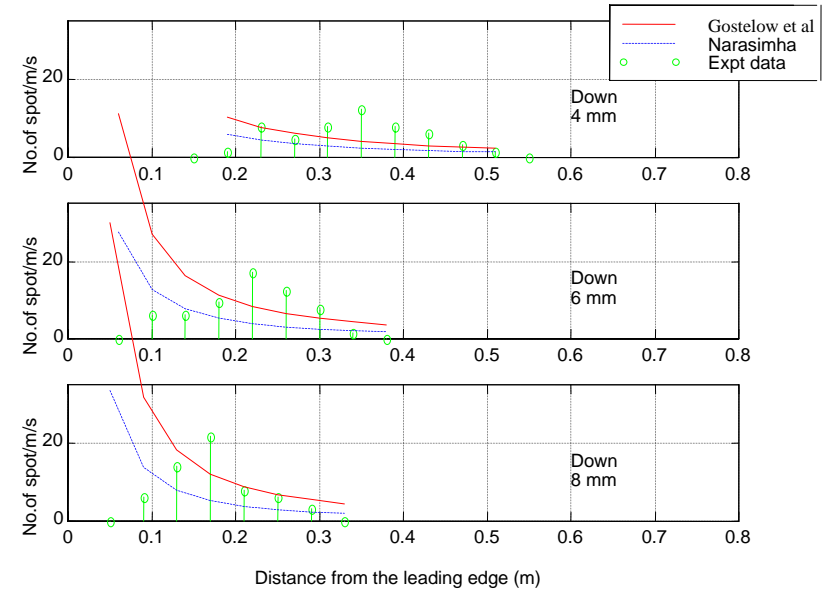 Gostelow et al
Narasimha
Expt data
No.of spot/m/s
20
0
Down
4 mm
0 0.1 0.2 0.3 0.4 0.5 0.6 0.7 0.8
No.of spot/m/s
20
0
Down
6 mm
0 0.1 0.2 0.3 0.4 0.5 0.6 0.7 0.8
No.of spot/m/s
20
0
Down
8 mm
0 0.1 0.2 0.3 0.4 0.5 0.6 0.7 0.8
Distance from the leading edge (m)